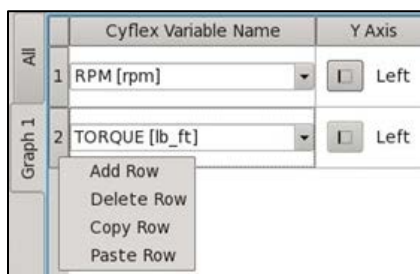 Cyflex Variable Name Y Axis
All
1 RPM [rpm] Left
Graph 1
2 TORQUE [lb_ft] Left
Add Row
Delete Row
Copy Row
Paste Row